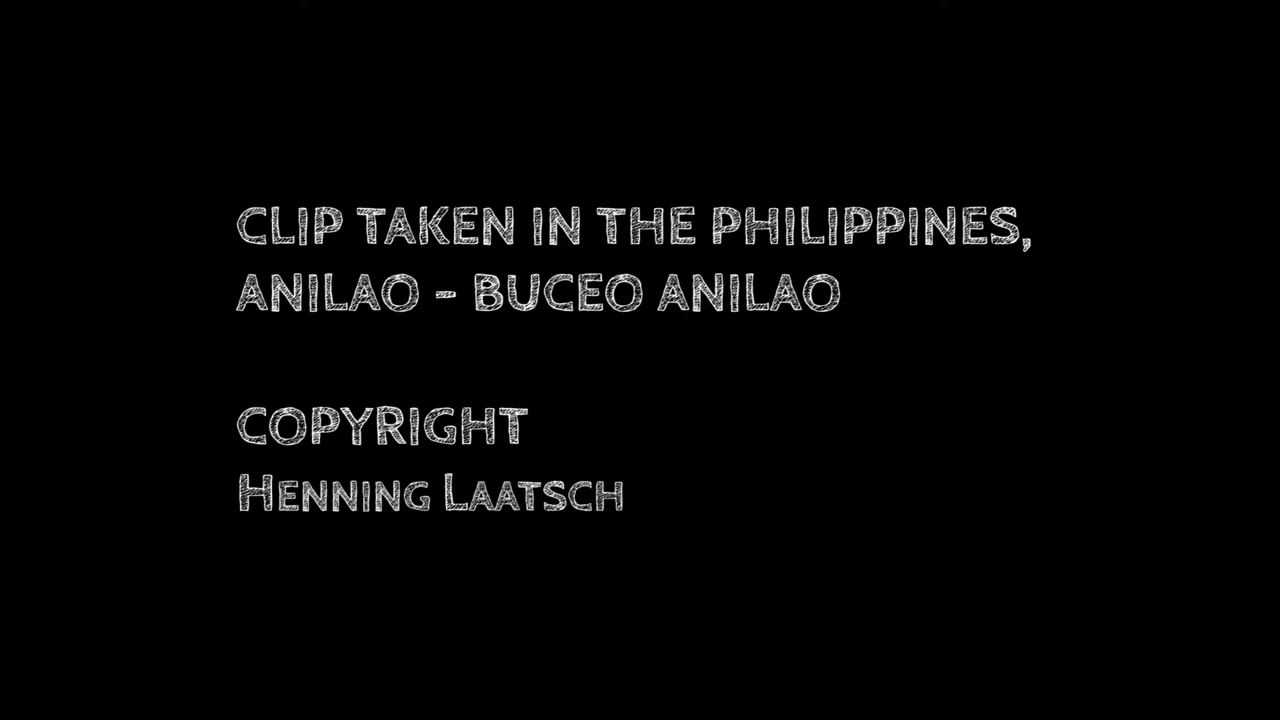 CLIP TAKEN IN THE PHILIPPINES,
ANILAO - BUCEO ANILAO
COPYRIGHT
Henning Laatsch